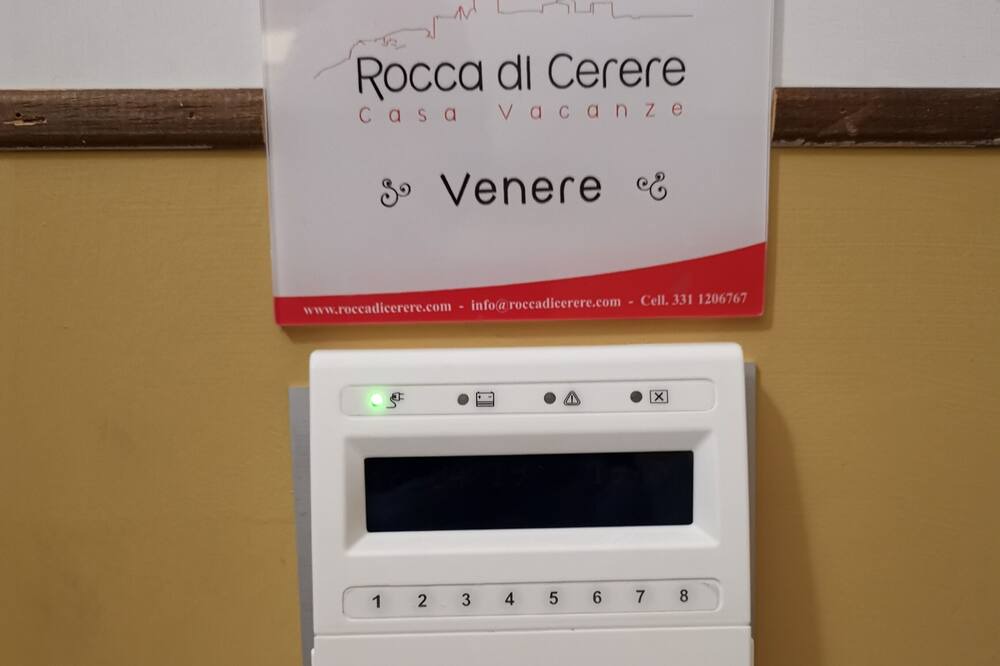 Rocca di Cerere
Casa Vacanze
Venere
www.roccadicerere.com - info@roccadicerere.com - Cell. 331 1206767
1 2 3 4 5 6 7 8